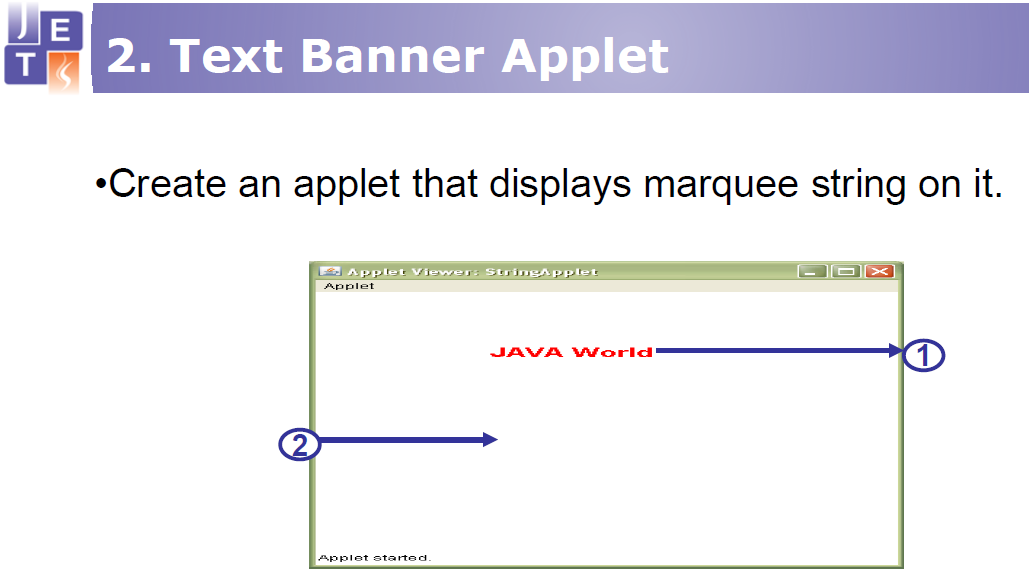 J E
T
2. Text Banner Applet
•Create an applet that displays marquee string on it.
Applet Viewer: StringApplet
Applet
JAVA World
1
2
Applet started.